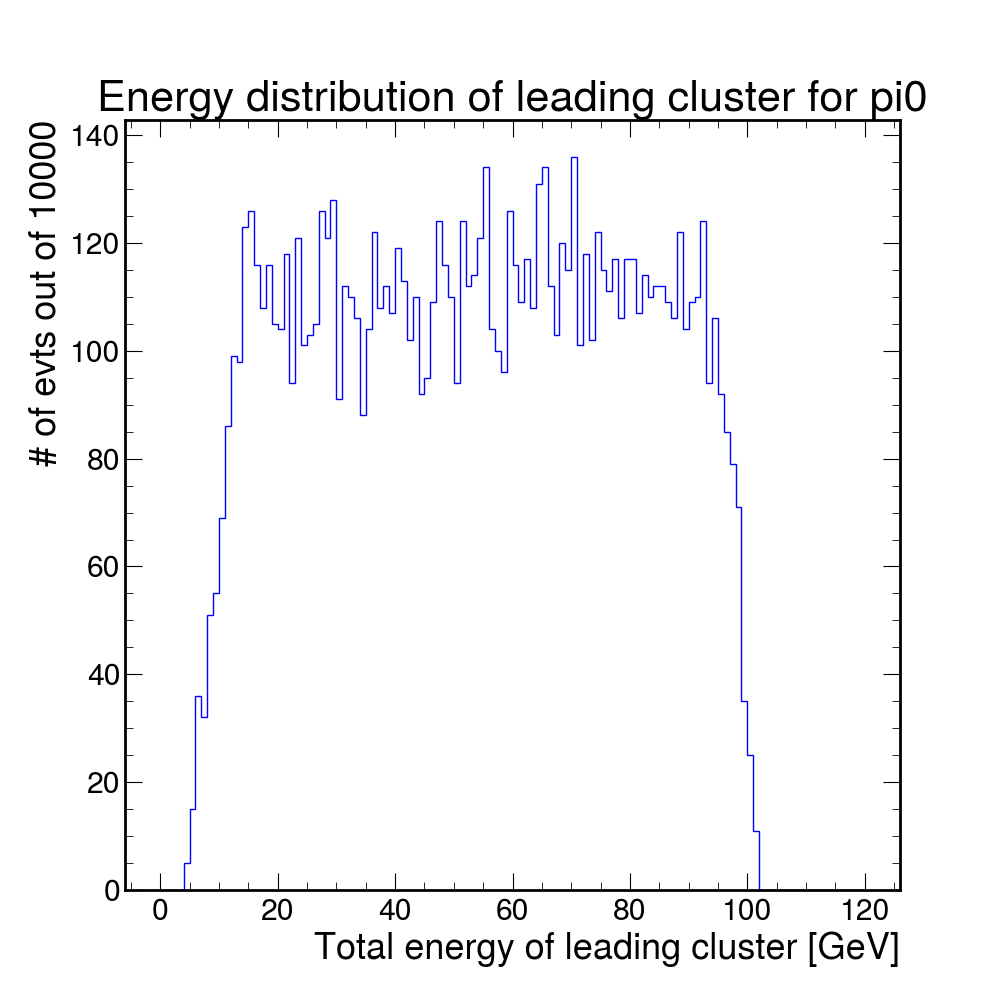 Energy distribution of leading cluster for pi0
# of evts out of 10000
140
120
100
80
60
40
20
0
0 20 40 60 80 100 120
Total energy of leading cluster [GeV]